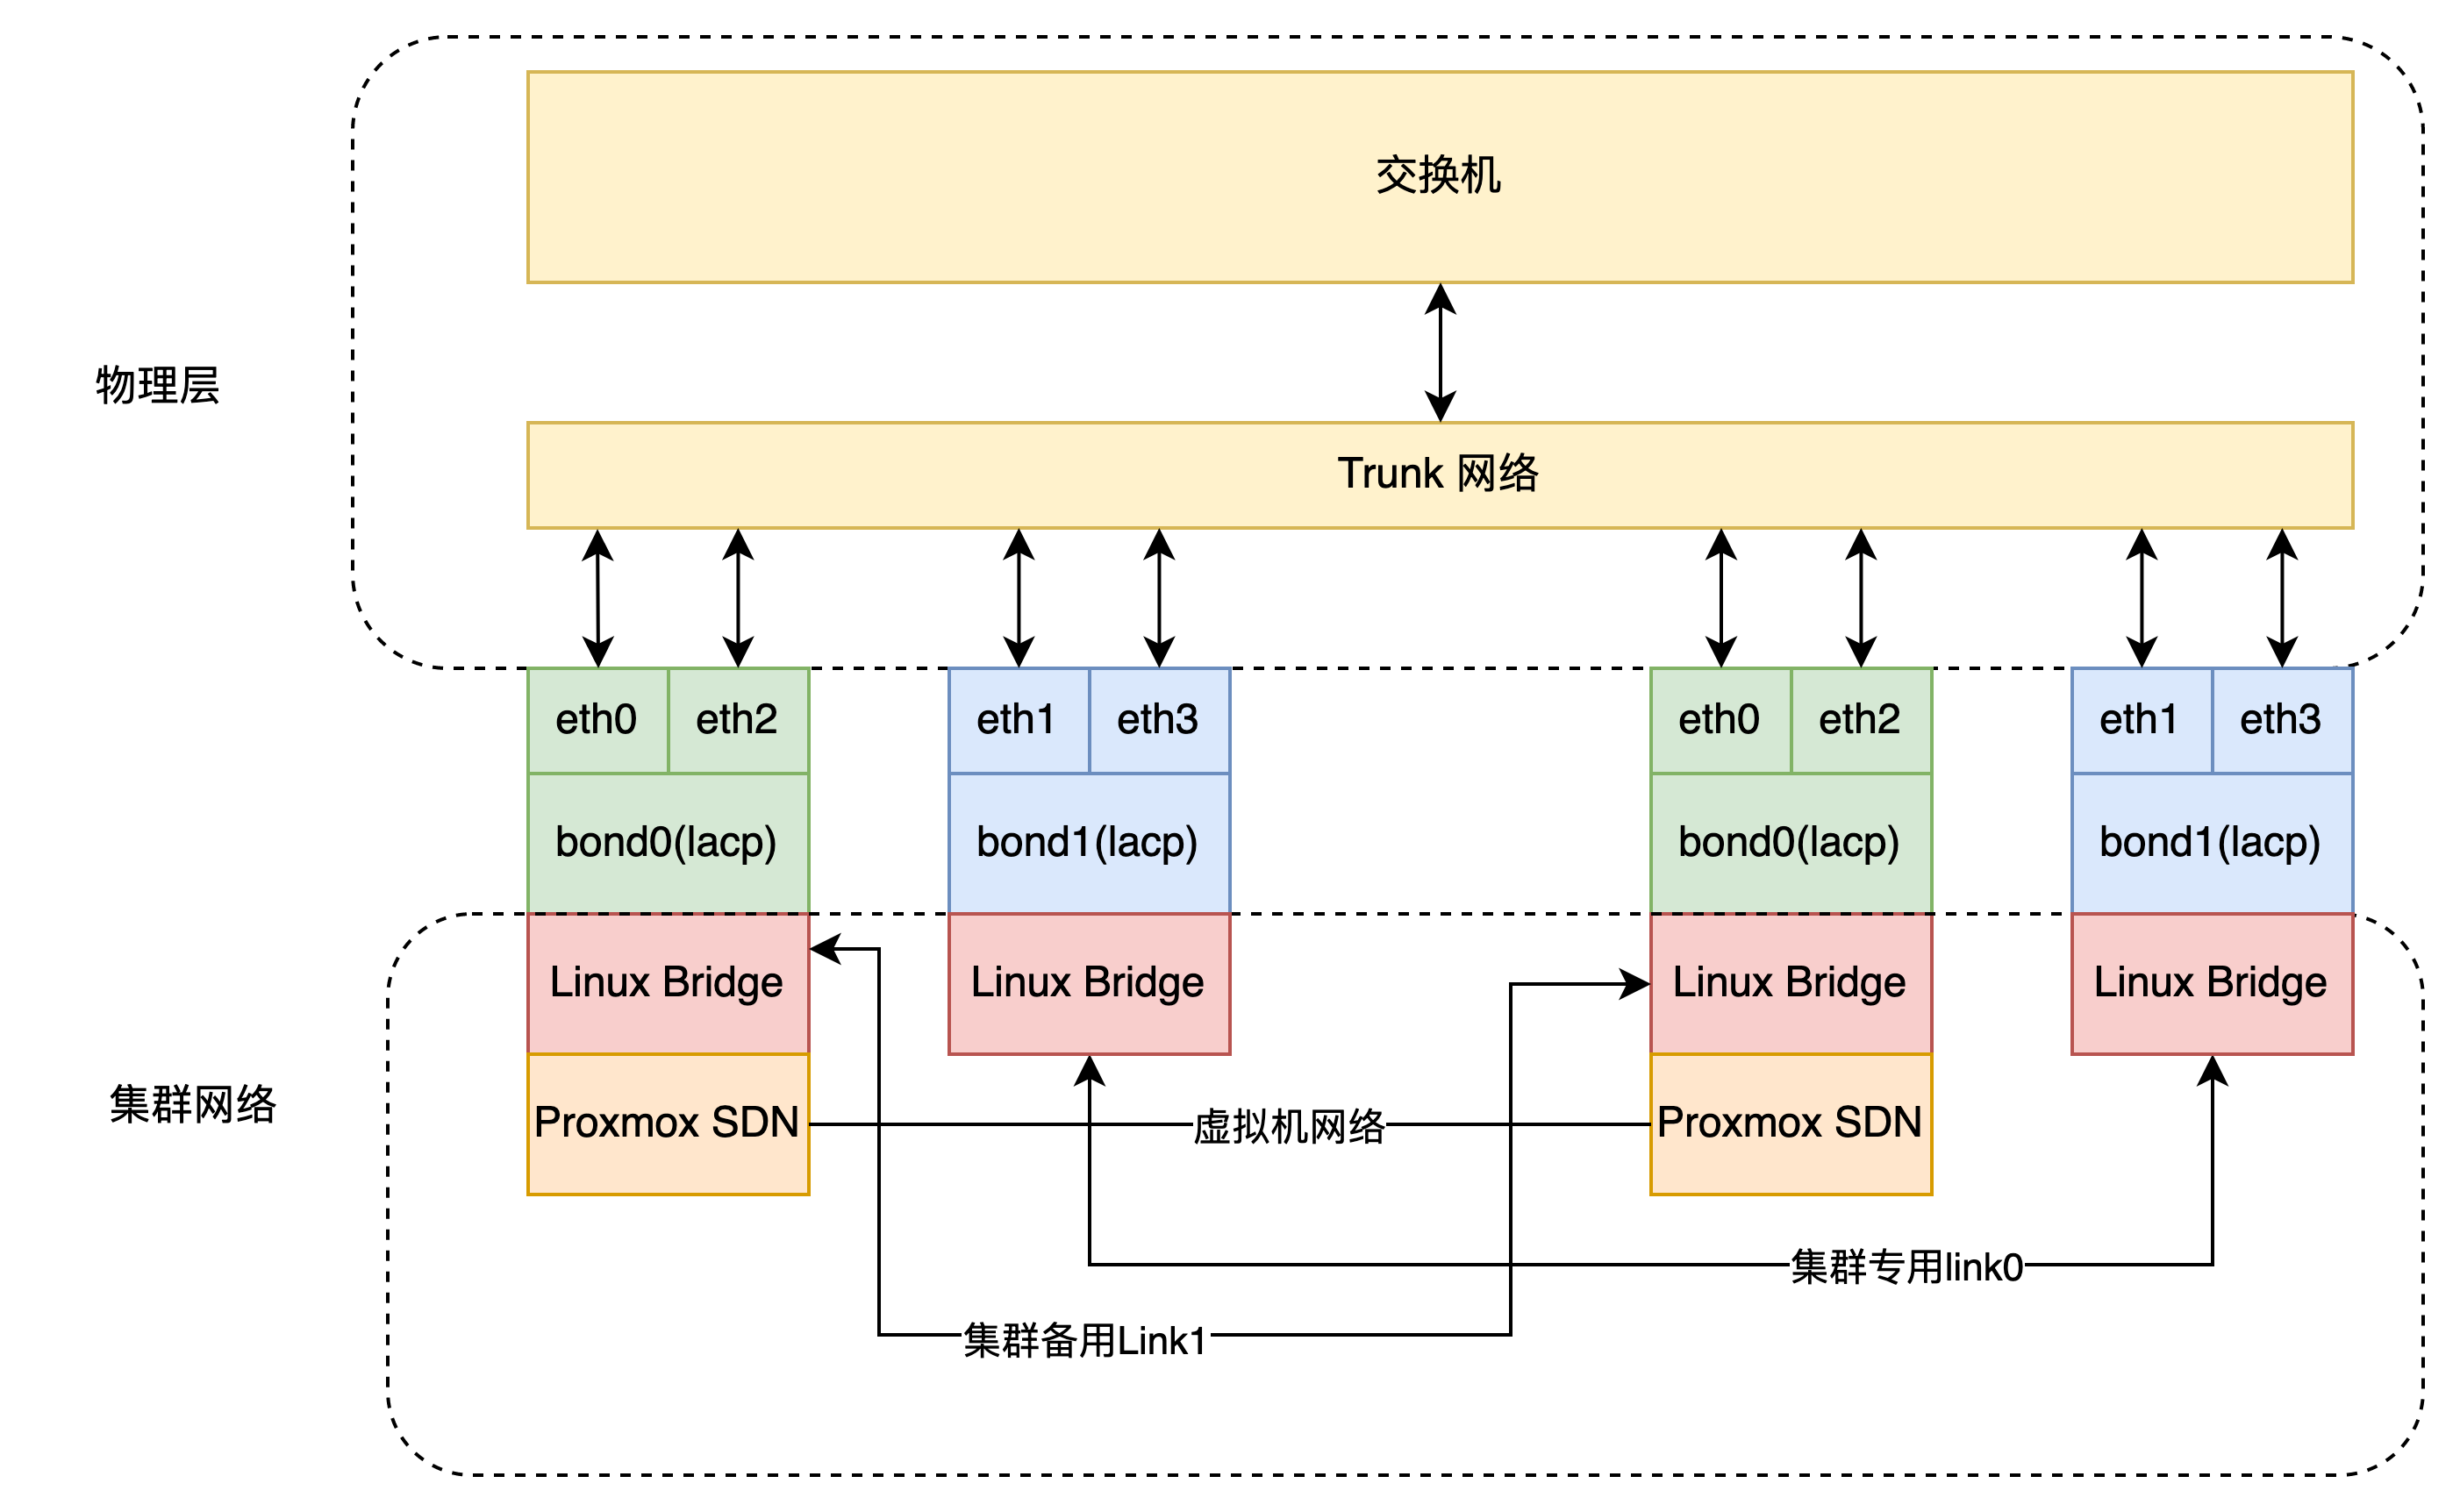 交换机
物理层
Trunk 网络
eth0
eth2
eth1
eth3
eth0
eth2
eth1
eth3
bond0(lacp)
bond1(lacp)
bond0(lacp)
bond1(lacp)
Linux Bridge
Linux Bridge
Linux Bridge
Linux Bridge
集群网络
Proxmox SDN
虚拟机网络
Proxmox SDN
集群专用link0
集群备用Link1